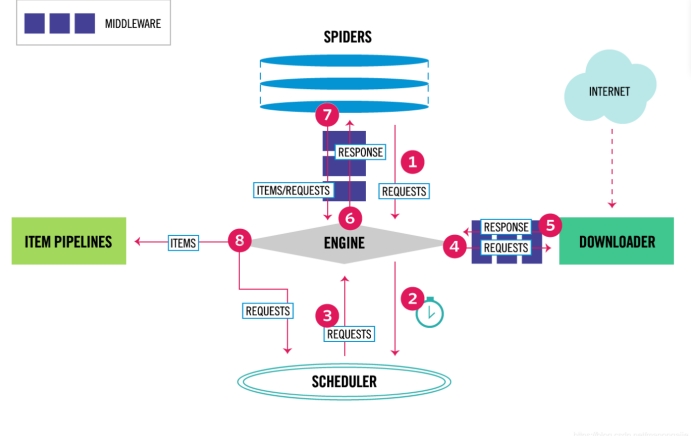 MIDDLEWARE
SPIDERS
INTERNET
7
RESPONSE
1
ITEMS/REQUESTS
REQUESTS
6
RESPONSE
5
ITEM PIPELINES
ITEMS
8
ENGINE
4
REQUESTS
DOWNLOADER
2
REQUESTS
3
REQUESTS
SCHEDULER